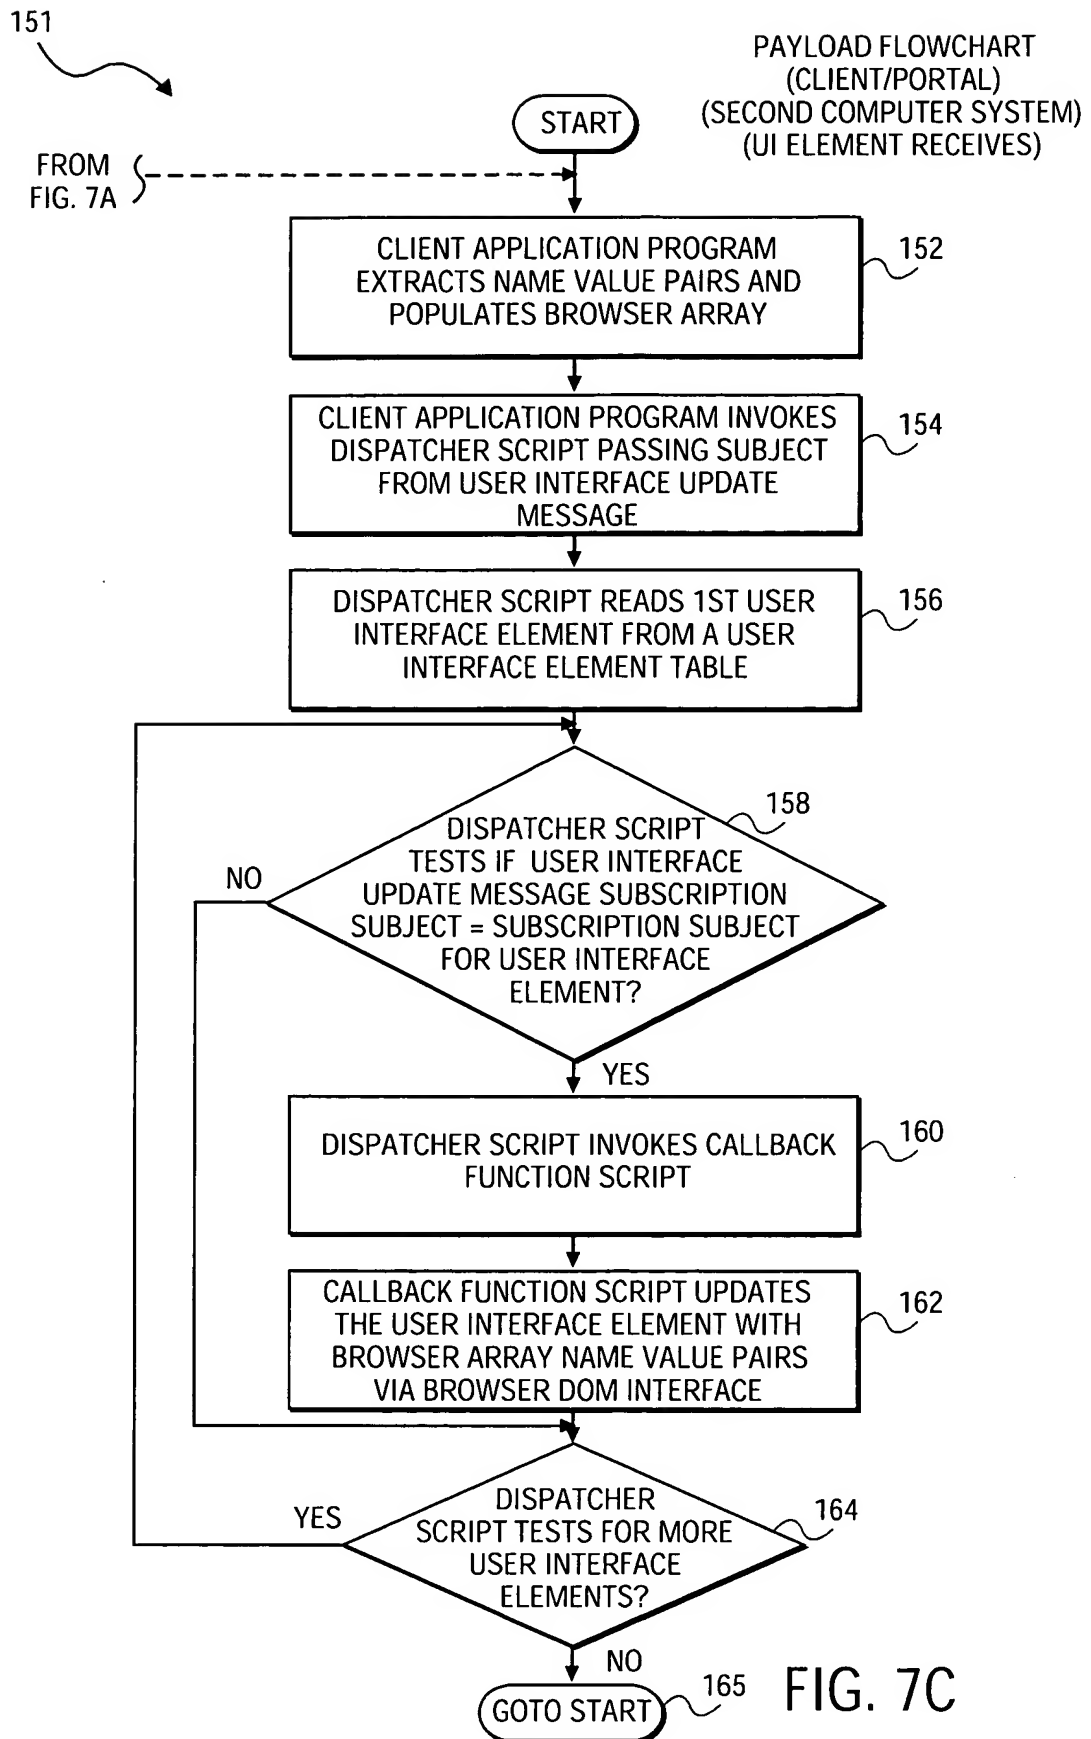 151
PAYLOAD FLOWCHART
(CLIENT/PORTAL)
(SECOND COMPUTER SYSTEM)
(UI ELEMENT RECEIVES)
START
FROM
FIG. 7A
CLIENT APPLICATION PROGRAM
EXTRACTS NAME VALUE PAIRS AND
POPULATES BROWSER ARRAY
152
CLIENT APPLICATION PROGRAM INVOKES
DISPATCHER SCRIPT PASSING SUBJECT
FROM USER INTERFACE UPDATE
MESSAGE
154
DISPATCHER SCRIPT READS 1ST USER
INTERFACE ELEMENT FROM A USER
INTERFACE ELEMENT TABLE
156
158
DISPATCHER SCRIPT
TESTS IF USER INTERFACE
UPDATE MESSAGE SUBSCRIPTION
SUBJECT = SUBSCRIPTION SUBJECT
FOR USER INTERFACE
ELEMENT?
NO
YES
DISPATCHER SCRIPT INVOKES CALLBACK
FUNCTION SCRIPT
160
CALLBACK FUNCTION SCRIPT UPDATES
THE USER INTERFACE ELEMENT WITH
BROWSER ARRAY NAME VALUE PAIRS
VIA BROWSER DOM INTERFACE
162
DISPATCHER
SCRIPT TESTS FOR MORE
USER INTERFACE
ELEMENTS?
164
YES
NO
GOTO START
165
FIG. 7C